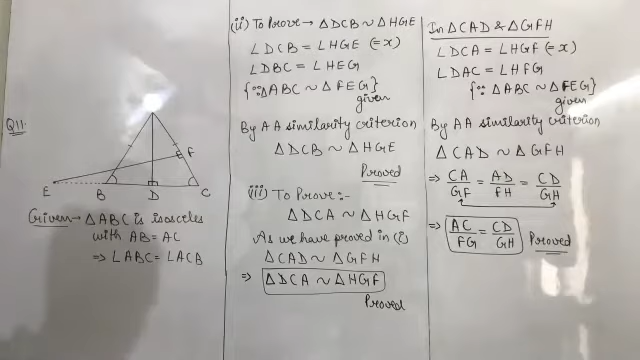 Q11.
E
B
D
C
E
F
Given → ΔABC is isosceles
with AB = AC
⇒ ∠ABC = ∠ACB
(ii) To Prove → ΔDCB ~ ΔHGE
∠DCB = ∠HGE (=x)
∠DBC = ∠HEG
{∵ ΔABC ~ ΔFEG}
given
By AA similarity criterion
ΔDCB ~ ΔHGE
Proved
(iii) To Prove :-
ΔDCA ~ ΔHGF
As we have proved in (i)
ΔCAD ~ ΔGFH
⇒ ΔDCA ~ ΔHGF
Proved
In ΔCAD & ΔGFH
∠DCA = ∠HGF (=x)
∠DAC = ∠HFG
{∵ ΔABC ~ ΔFEG}
given
By AA similarity criterion
ΔCAD ~ ΔGFH
⇒ CA/GF = AD/FH = CD/GH
⇒ AC/FG = CD/GH Proved